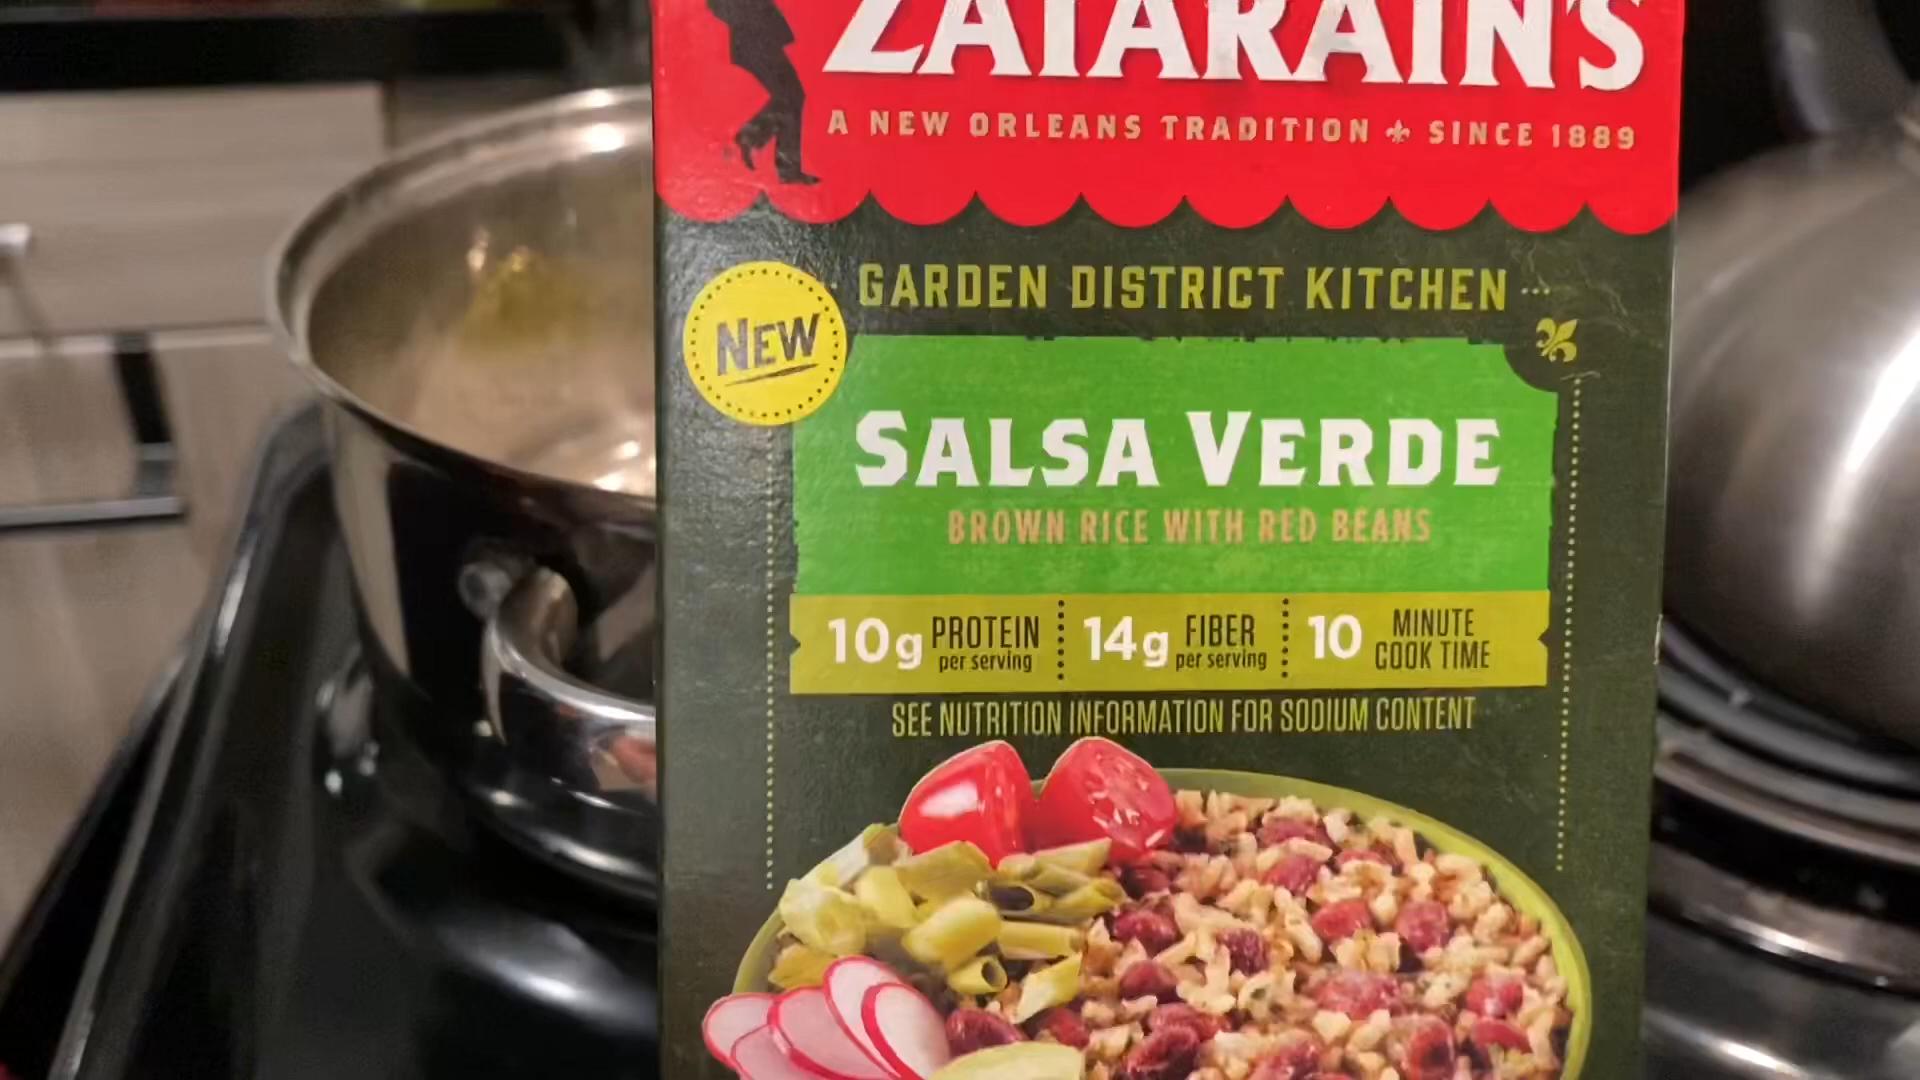 ZATARAIN'S
A NEW ORLEANS TRADITION ⚜ SINCE 1889
GARDEN DISTRICT KITCHEN
NEW
SALSA VERDE
BROWN RICE WITH RED BEANS
10g PROTEIN per serving
14g FIBER per serving
10 MINUTE COOK TIME
SEE NUTRITION INFORMATION FOR SODIUM CONTENT